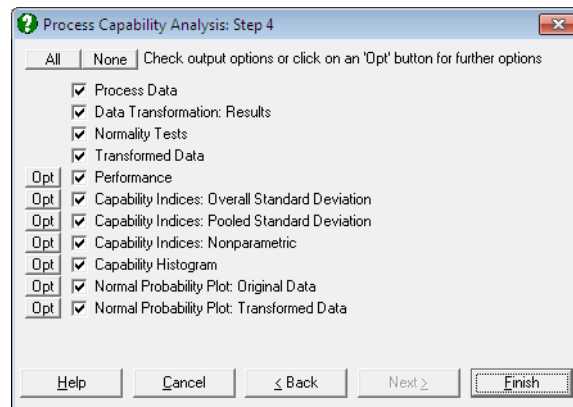 Process Capability Analysis: Step 4
All None Check output options or click on an 'Opt' button for further options
Process Data
Data Transformation: Results
Normality Tests
Transformed Data
Opt Performance
Opt Capability Indices: Overall Standard Deviation
Opt Capability Indices: Pooled Standard Deviation
Opt Capability Indices: Nonparametric
Opt Capability Histogram
Opt Normal Probability Plot: Original Data
Opt Normal Probability Plot: Transformed Data
Help Cancel < Back Next > Finish